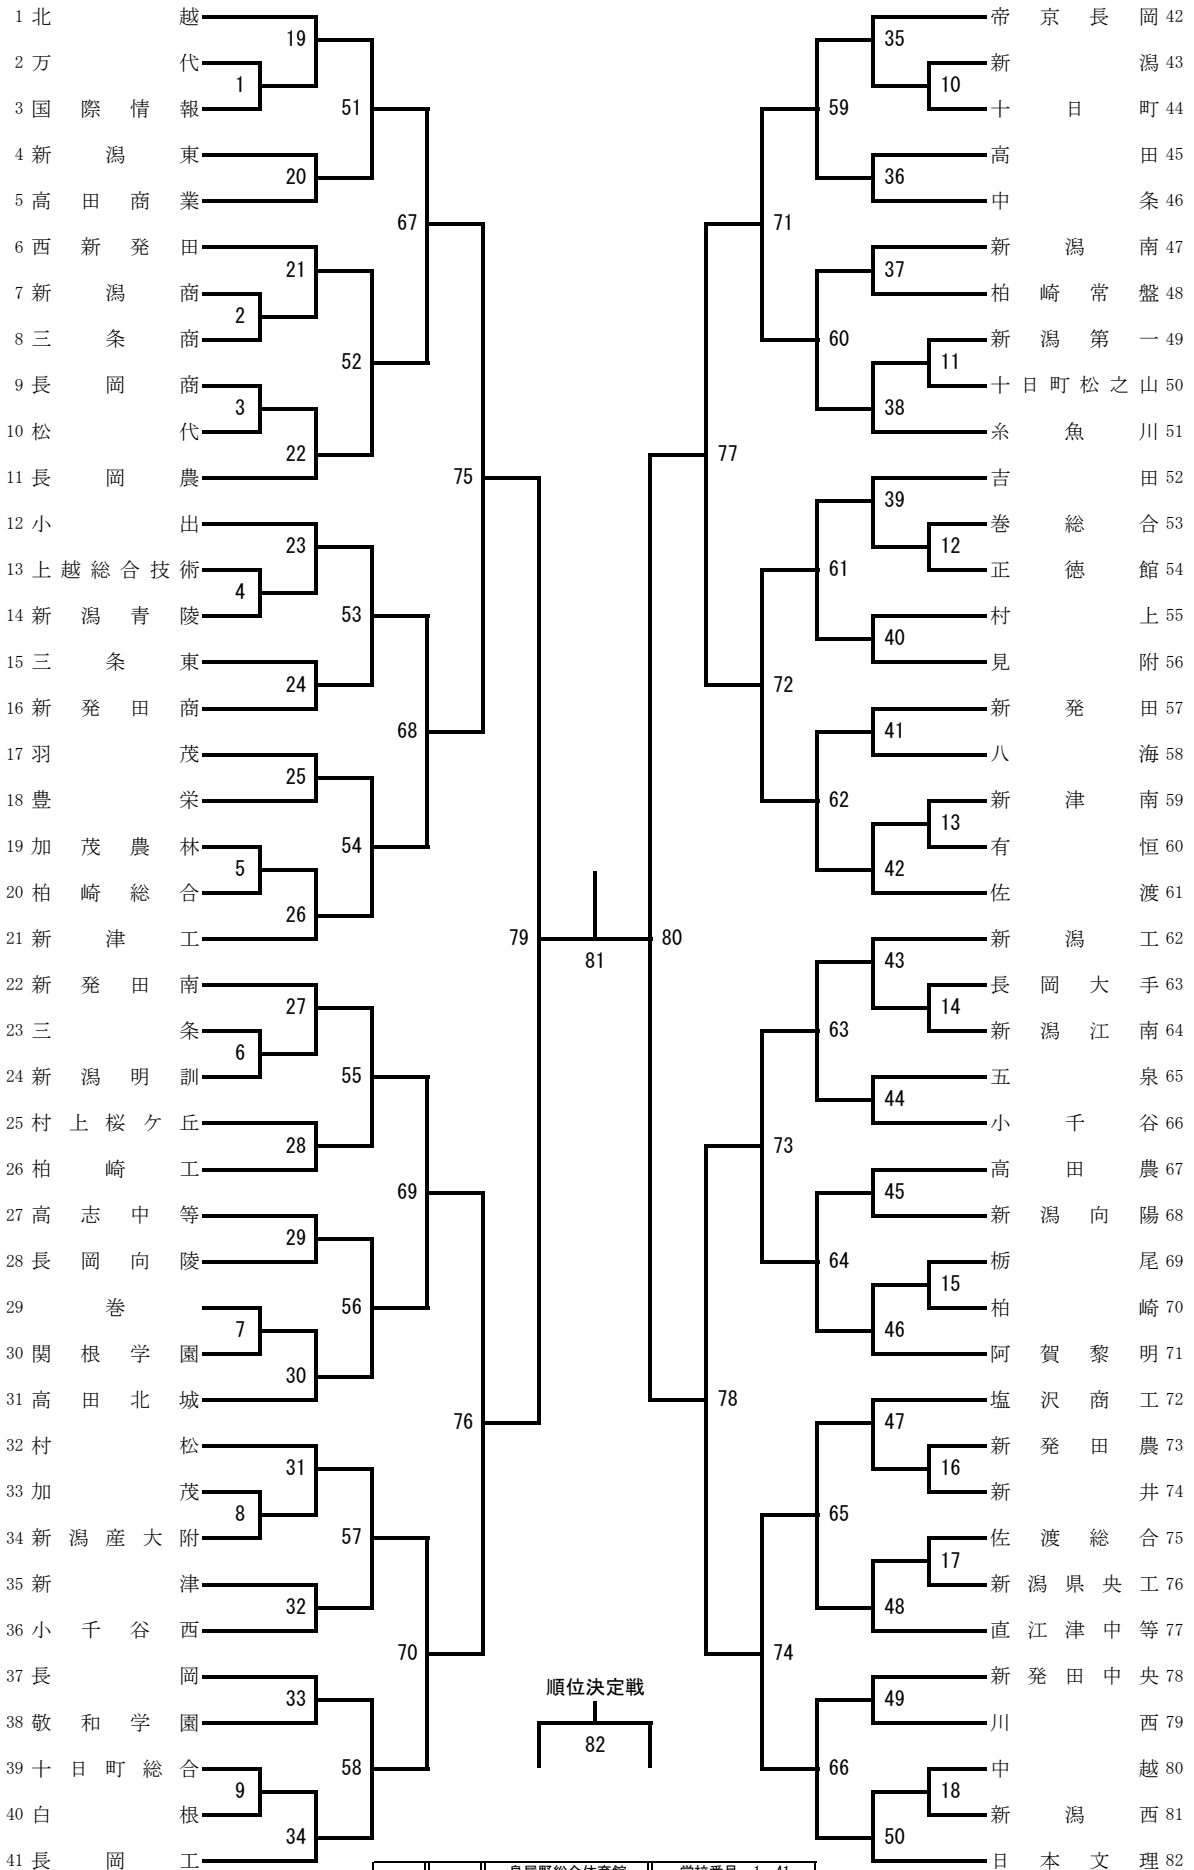 1 北越
2 万代
3 国際情報
4 新潟東
5 高田商業
6 西新発田
7 新潟商
8 三条商
9 長岡商
10 松代
11 長岡農
12 小出
13 上越総合技術
14 新潟青陵
15 三条東
16 新発田商
17 羽茂
18 豊栄
19 加茂農林
20 柏崎総合
21 新津工
22 新発田南
23 三条
24 新潟明訓
25 村上桜ケ丘
26 柏崎工
27 高志中等
28 長岡向陵
29 巻
30 関根学園
31 高田北城
32 村松
33 加茂
34 新潟産大附
35 新津
36 小千谷西
37 長岡
38 敬和学園
39 十日町総合
40 白根
41 長岡工
1
2
3
4
5
6
7
8
9
19
20
21
22
23
24
25
26
27
28
29
30
31
32
33
34
51
52
53
54
55
56
57
58
67
68
69
70
75
76
79
81
80
順位決定戦
82
77
78
71
72
73
74
59
60
61
62
63
64
65
66
35
36
37
38
39
40
41
42
43
44
45
46
47
48
49
50
10
11
12
13
14
15
16
17
18
帝京長岡 42
新潟 43
十日町 44
高田 45
中条 46
新潟南 47
柏崎常盤 48
新潟第一 49
十日町松之山 50
糸魚川 51
吉田 52
巻総合 53
正徳館 54
村上 55
見附 56
新発田 57
八海 58
新津南 59
有恒 60
佐渡 61
新潟工 62
長岡大手 63
新潟江南 64
五泉 65
小千谷 66
高田農 67
新潟向陽 68
栃尾 69
柏崎 70
阿賀黎明 71
塩沢商工 72
新発田農 73
新井 74
佐渡総合 75
新潟県央工 76
直江津中等 77
新発田中央 78
川西 79
中越 80
新潟西 81
日本文理 82